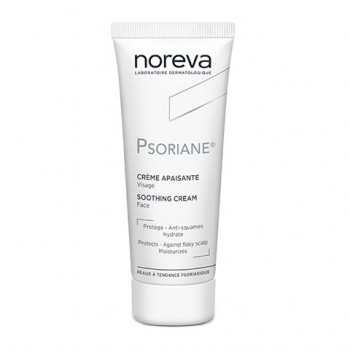 noreva
LABORATOIRE DERMATOLOGIQUE
PSORIANE®
CRÈME APAISANTE
Visage
SOOTHING CREAM
Face
Protège - Anti-squames
Hydrate
Protects - Against flaky scalp
Moisturizes
PEAUX À TENDANCE PSORIASIQUE